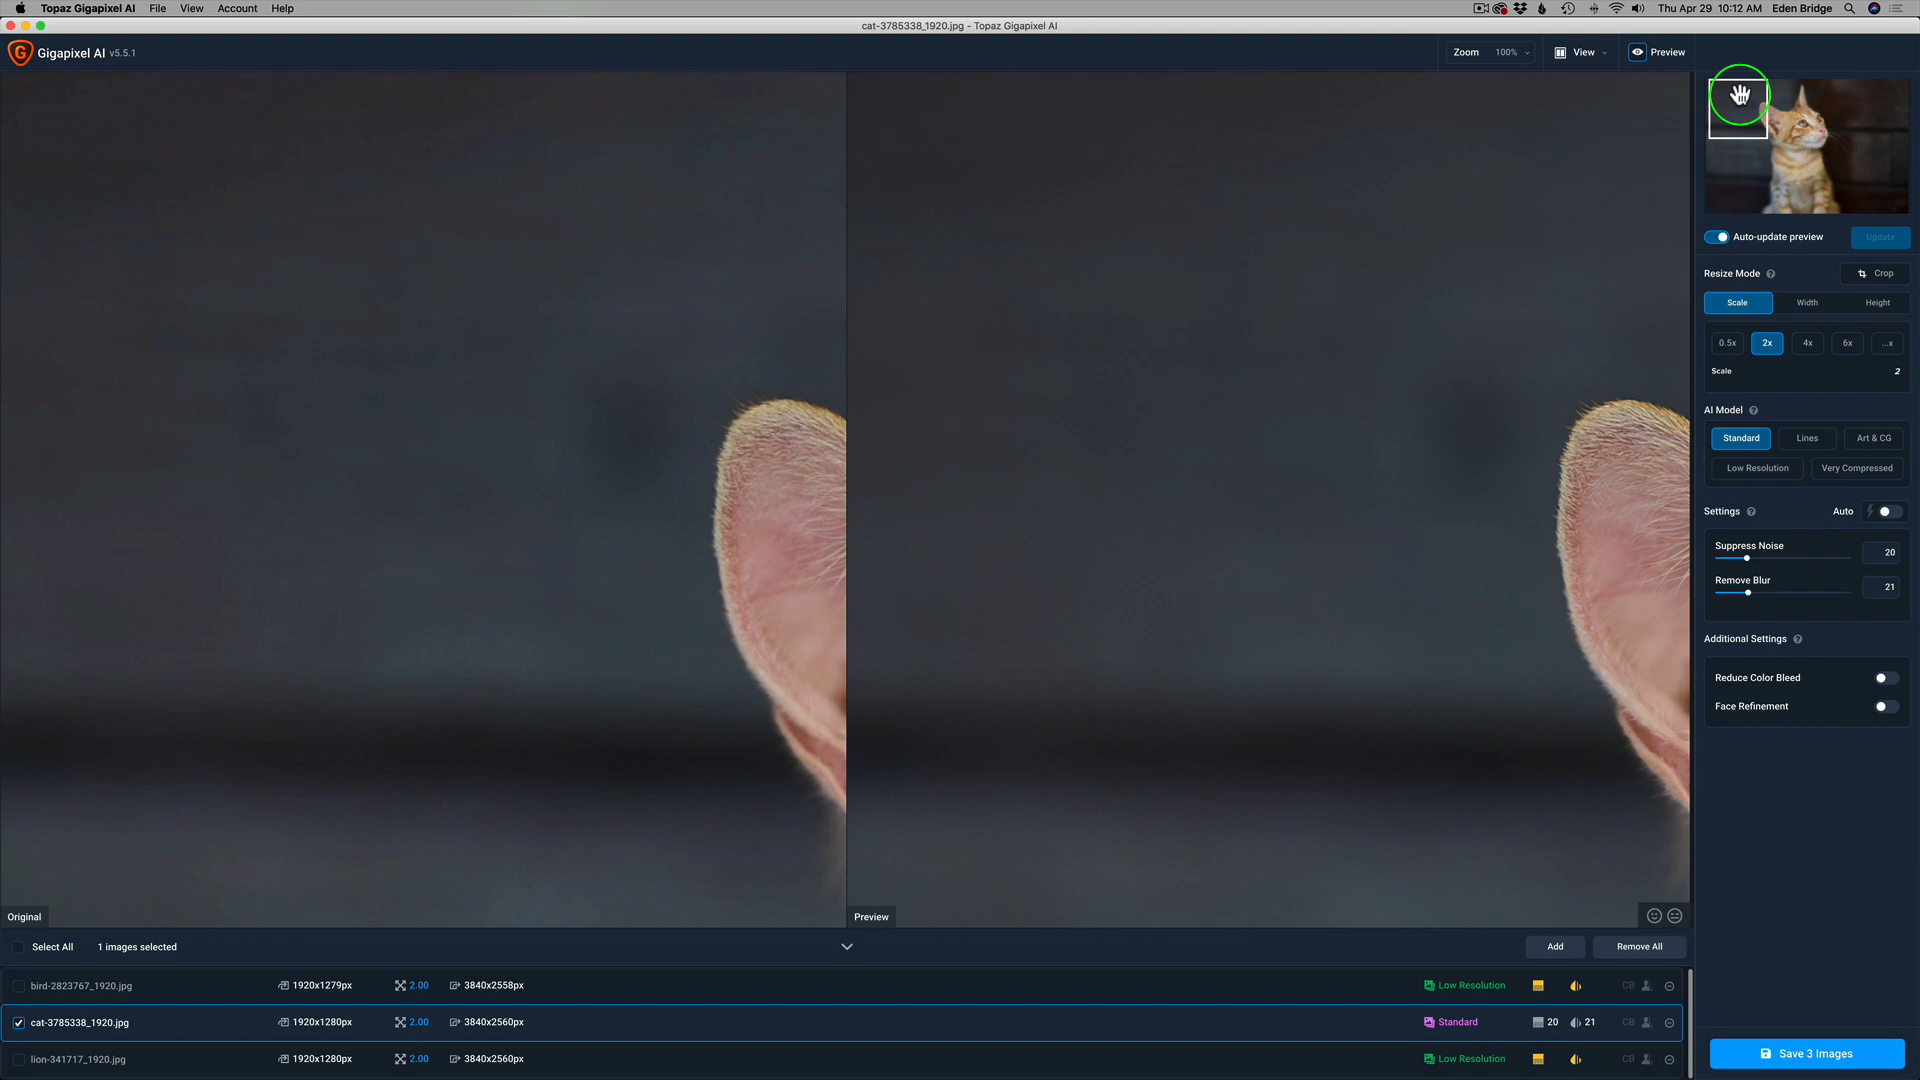 Topaz Gigapixel AI File View Account Help Thu Apr 29 10:12 AM Eden Bridge
cat-3785338_1920.jpg - Topaz Gigapixel AI
G Gigapixel AI v5.5.1 Zoom 100% View Preview
Auto-update preview Update
Resize Mode ? Crop
Scale Width Height
0.5x 2x 4x 6x ...x
Scale 2
AI Model ?
Standard Lines Art & CG
Low Resolution Very Compressed
Settings ? Auto
Suppress Noise 20
Remove Blur 21
Additional Settings ?
Reduce Color Bleed
Face Refinement
Original Preview
Select All 1 images selected Add Remove All
bird-2823767_1920.jpg 1920x1279px 2.00 3840x2558px Low Resolution CB
cat-3785338_1920.jpg 1920x1280px 2.00 3840x2560px Standard 20 21 CB
lion-341717_1920.jpg 1920x1280px 2.00 3840x2560px Low Resolution CB
Save 3 Images